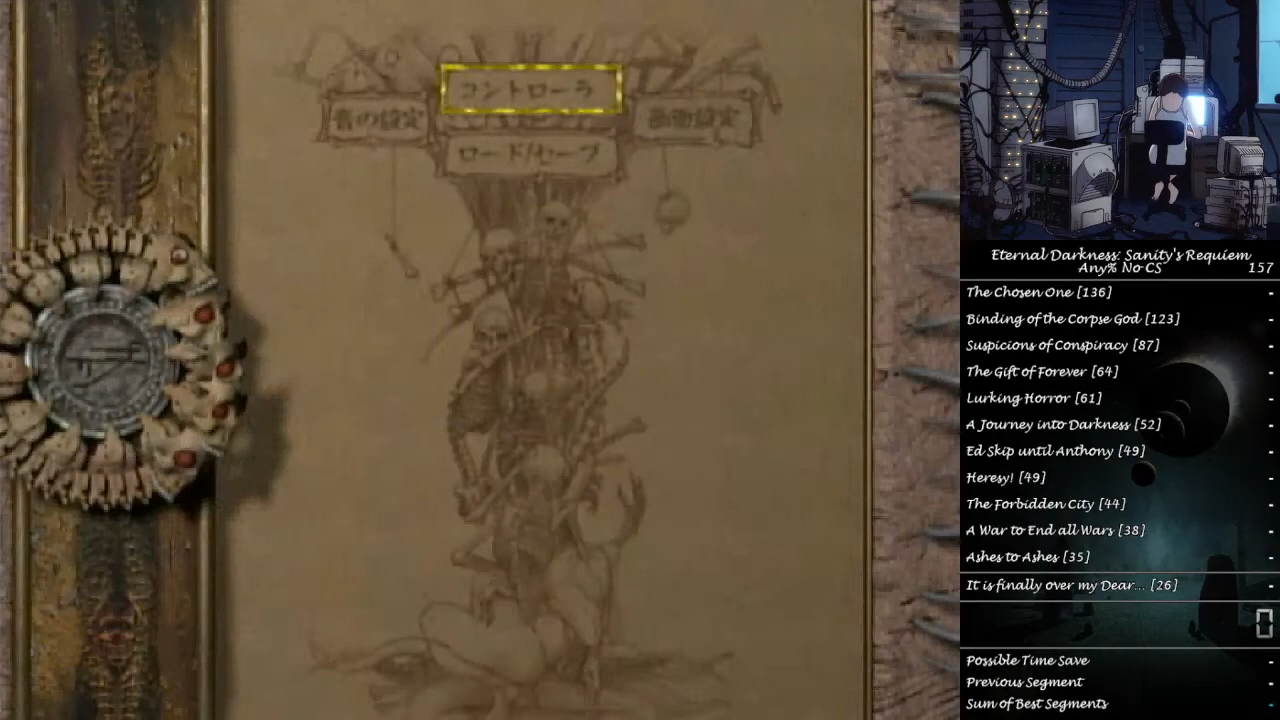 コントローラ
音の設定
画面設定
ロード/セーブ
Eternal Darkness: Sanity's Requiem
Any% No CS 157
The Chosen One [136] -
Binding of the Corpse God [123] -
Suspicions of Conspiracy [87] -
The Gift of Forever [64] -
Lurking Horror [61] -
A Journey into Darkness [52] -
Ed Skip until Anthony [49] -
Heresy! [49] -
The Forbidden City [44] -
A War to End all Wars [38] -
Ashes to Ashes [35] -
It is finally over my Dear... [26] -
0
Possible Time Save -
Previous Segment -
Sum of Best Segments -